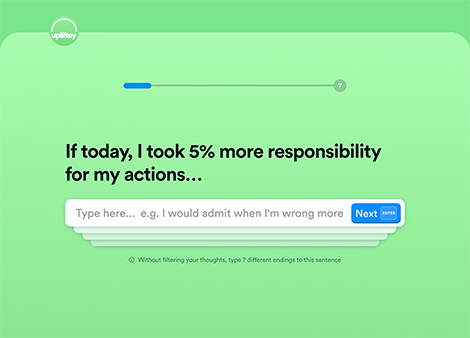 upliftey
7
If today, I took 5% more responsibility
for my actions...
Type here... e.g. I would admit when I'm wrong more
Next ENTER
Without filtering your thoughts, type 7 different endings to this sentence